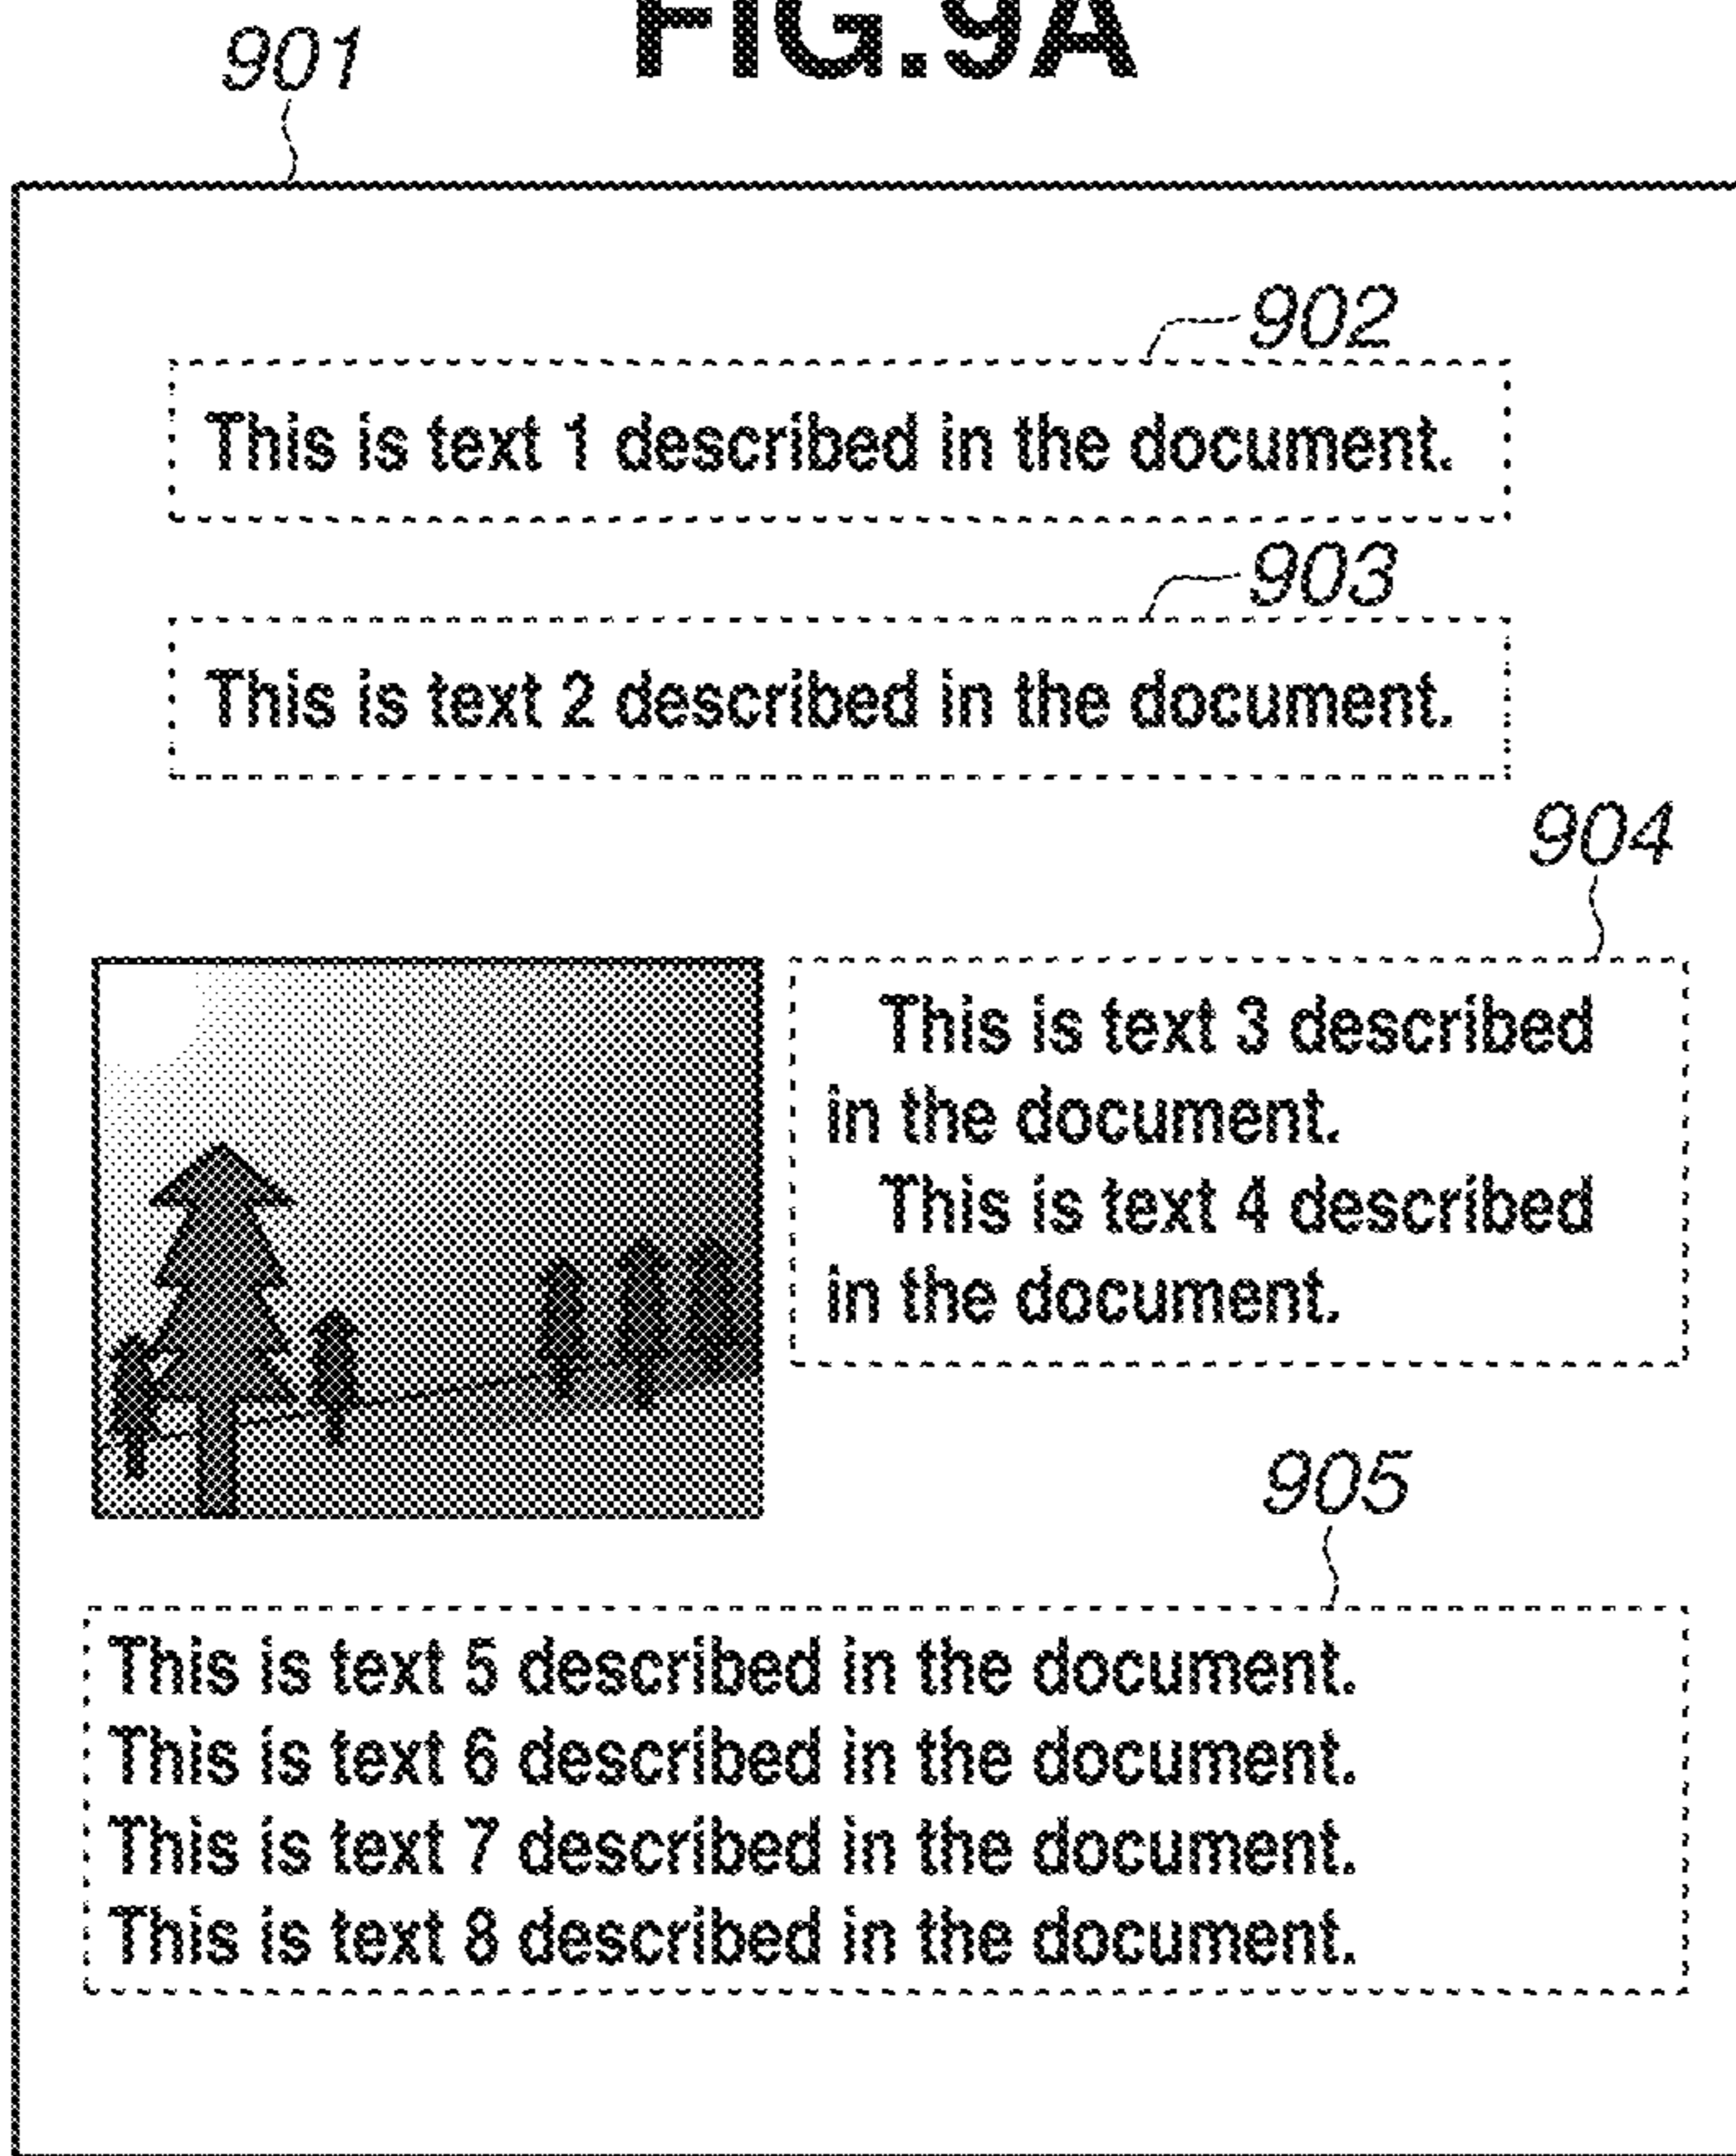 FIG.9A
901
902
This is text 1 described in the document.
903
This is text 2 described in the document.
904
This is text 3 described
in the document.
This is text 4 described
in the document.
905
This is text 5 described in the document.
This is text 6 described in the document.
This is text 7 described in the document.
This is text 8 described in the document.